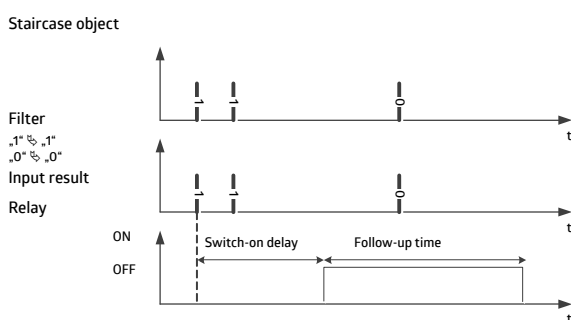 Staircase object
1 1 0
t
Filter
„1“ ⮱ „1“
„0“ ⮱ „0“
Input result
1 1 0
t
Relay
ON
Switch-on delay Follow-up time
OFF
t